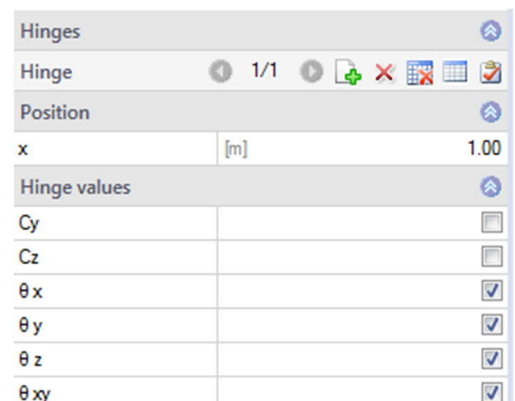 Hinges
Hinge 1/1
Position
x [m] 1.00
Hinge values
Cy
Cz
θ x
θ y
θ z
θ xy